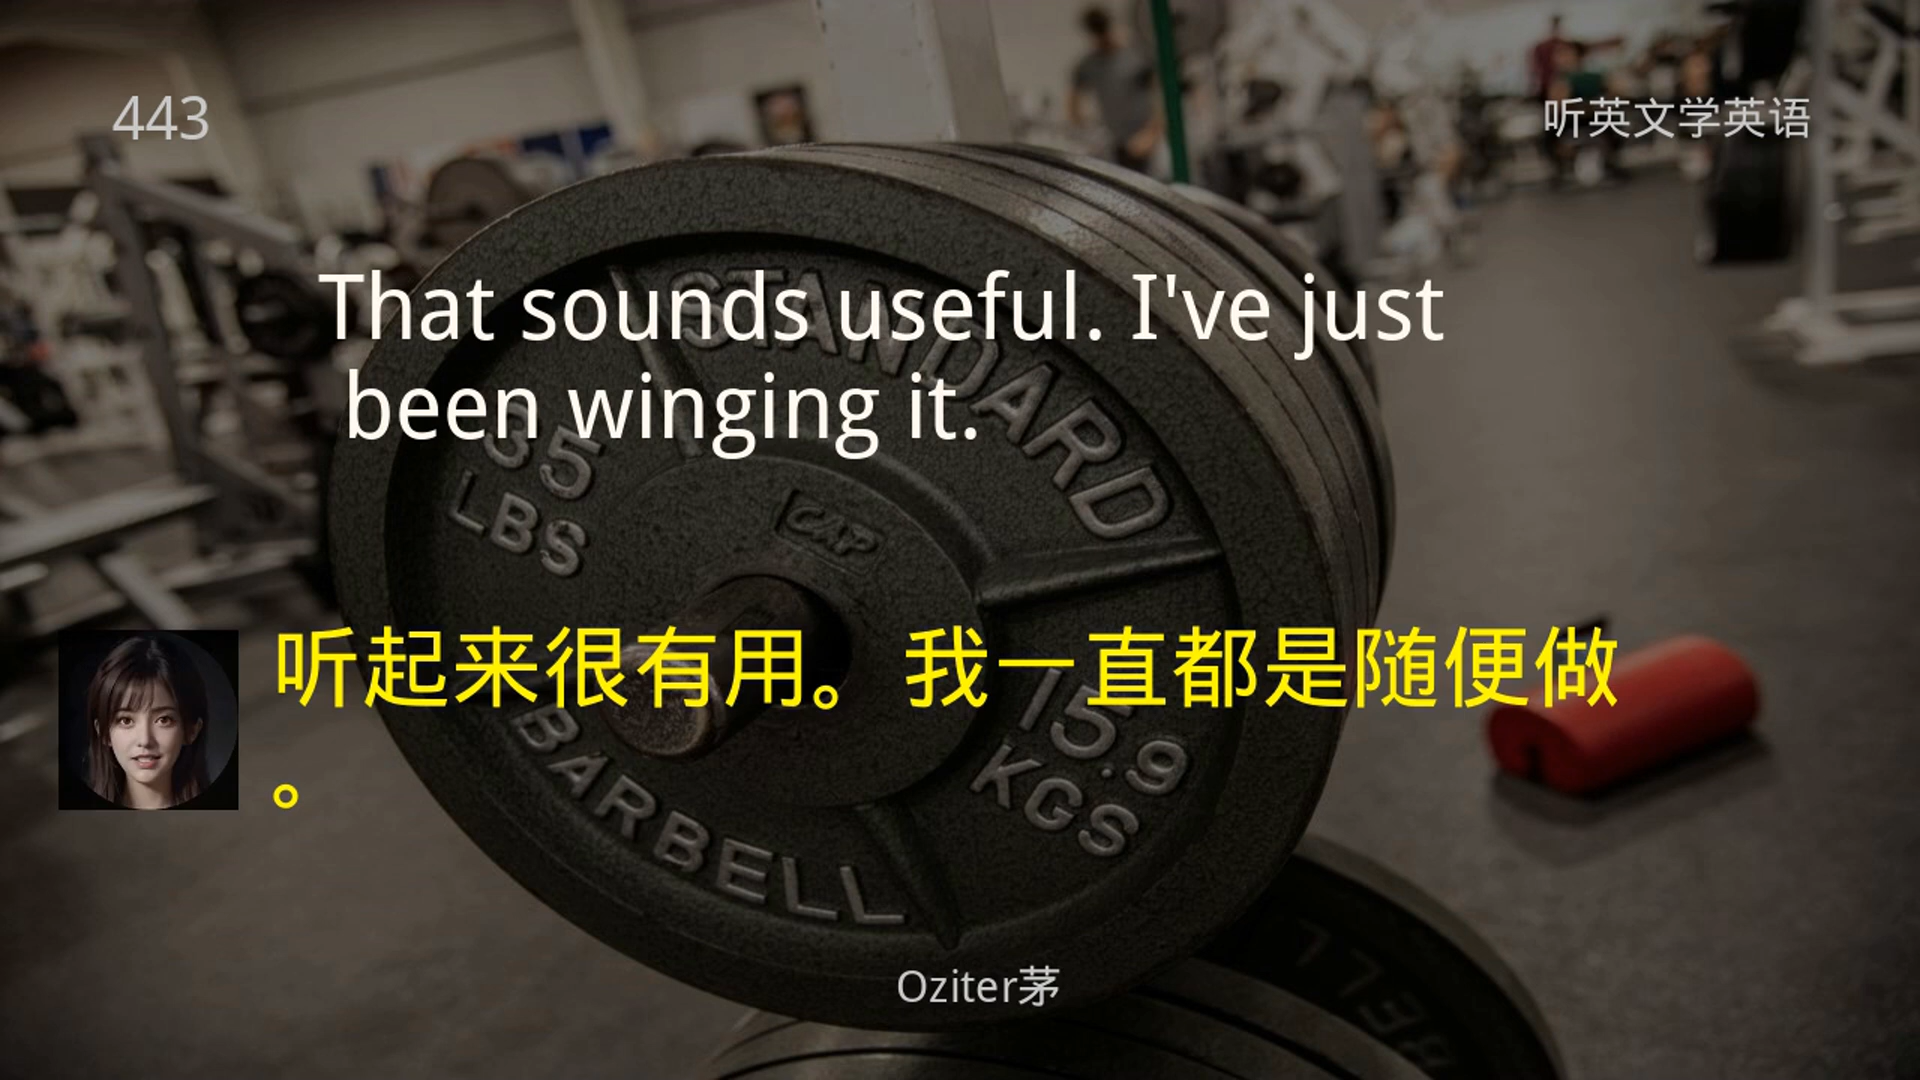 443
听英文学英语
That sounds useful. I've just
been winging it.
STANDARD
35
LBS
CAP
听起来很有用。 我一直都是随便做
。
15.9
KGS
BARBELL
Oziter茅